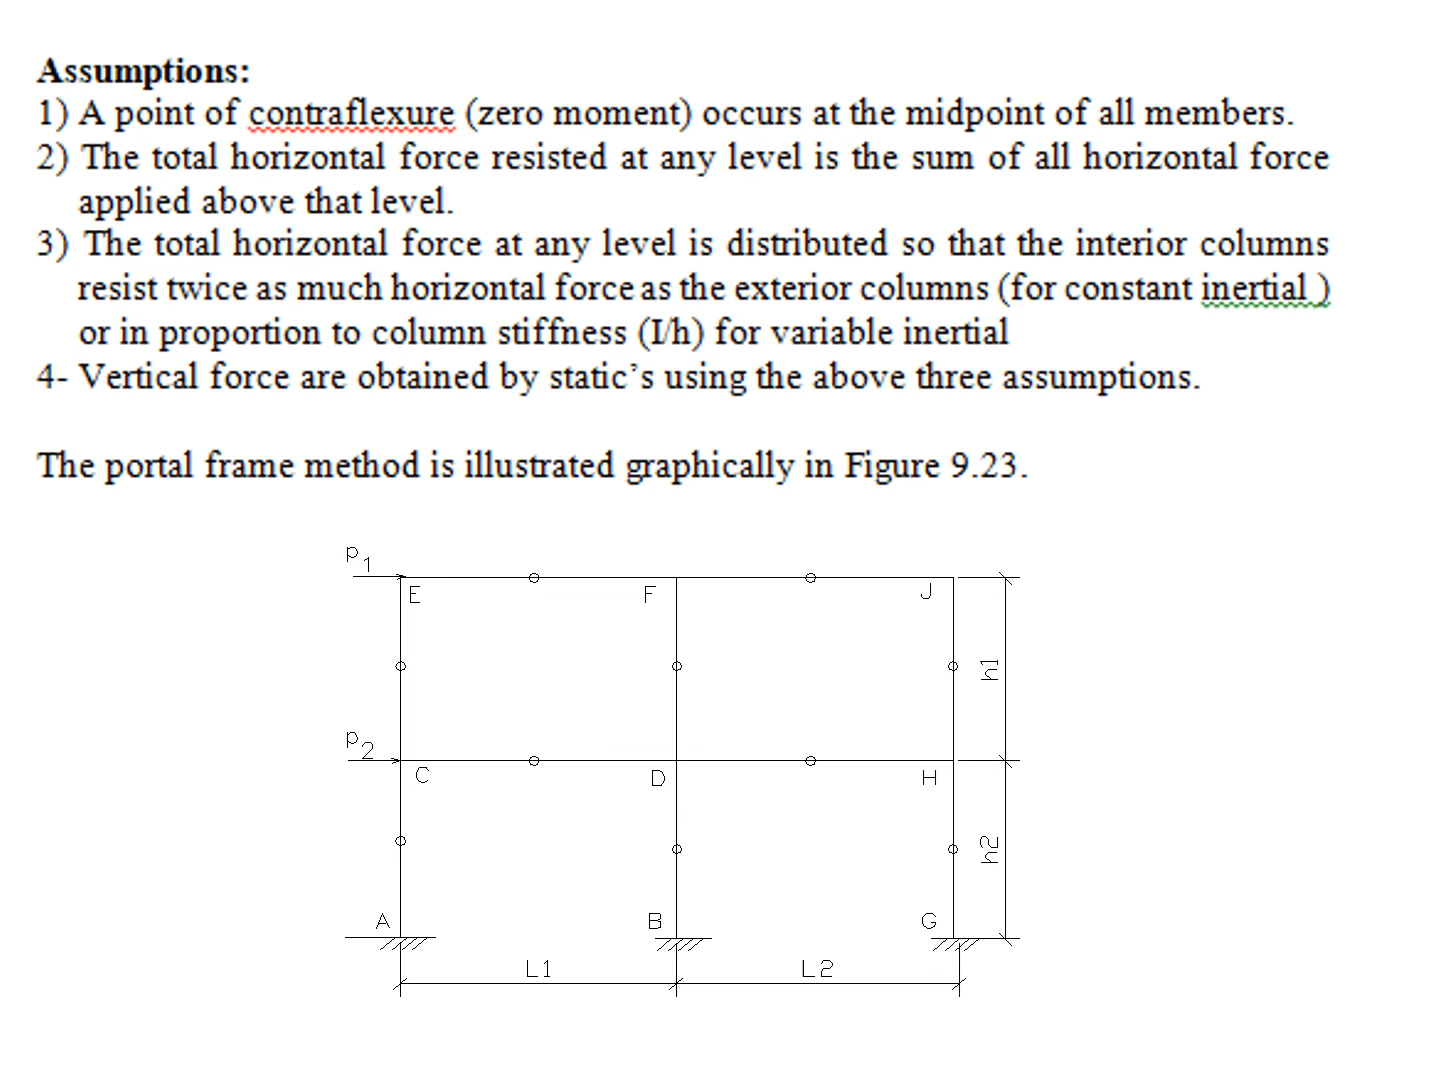 Assumptions:
1) A point of contraflexure (zero moment) occurs at the midpoint of all members.
2) The total horizontal force resisted at any level is the sum of all horizontal force
applied above that level.
3) The total horizontal force at any level is distributed so that the interior columns
resist twice as much horizontal force as the exterior columns (for constant inertial )
or in proportion to column stiffness (I/h) for variable inertial
4- Vertical force are obtained by static’s using the above three assumptions.
The portal frame method is illustrated graphically in Figure 9.23.
P1
E F J
h1
P2
C D H
h2
A B G
L1 L2